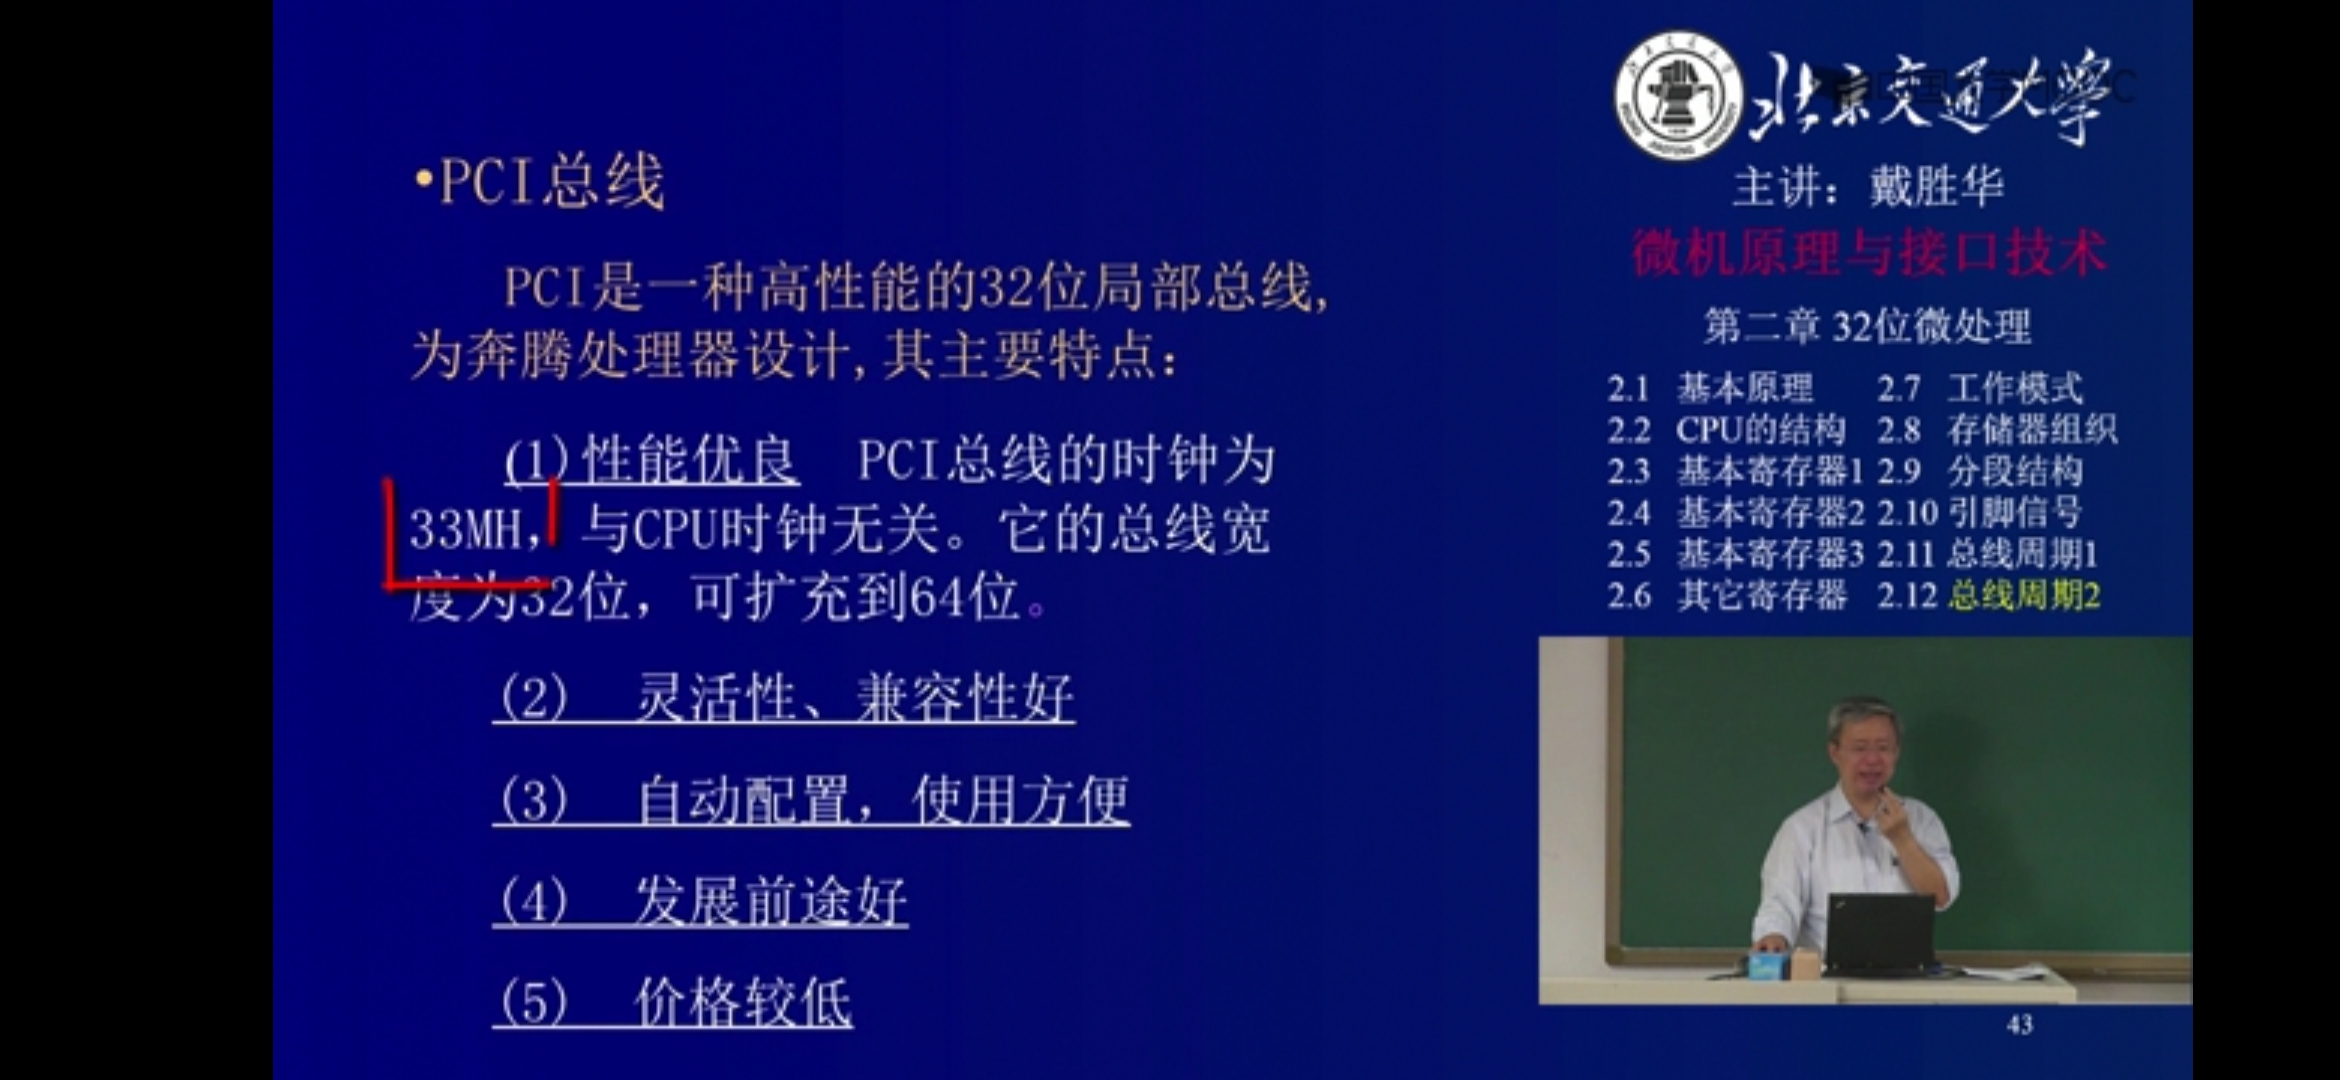 •PCI总线
PCI是一种高性能的32位局部总线,
为奔腾处理器设计,其主要特点:
(1)性能优良 PCI总线的时钟为
33MH, 与CPU时钟无关。它的总线宽
度为32位，可扩充到64位。
(2) 灵活性、兼容性好
(3) 自动配置，使用方便
(4) 发展前途好
(5) 价格较低
北京交通大学
主讲：戴胜华
微机原理与接口技术
第二章 32位微处理
2.1 基本原理 2.7 工作模式
2.2 CPU的结构 2.8 存储器组织
2.3 基本寄存器1 2.9 分段结构
2.4 基本寄存器2 2.10 引脚信号
2.5 基本寄存器3 2.11 总线周期1
2.6 其它寄存器 2.12 总线周期2
43